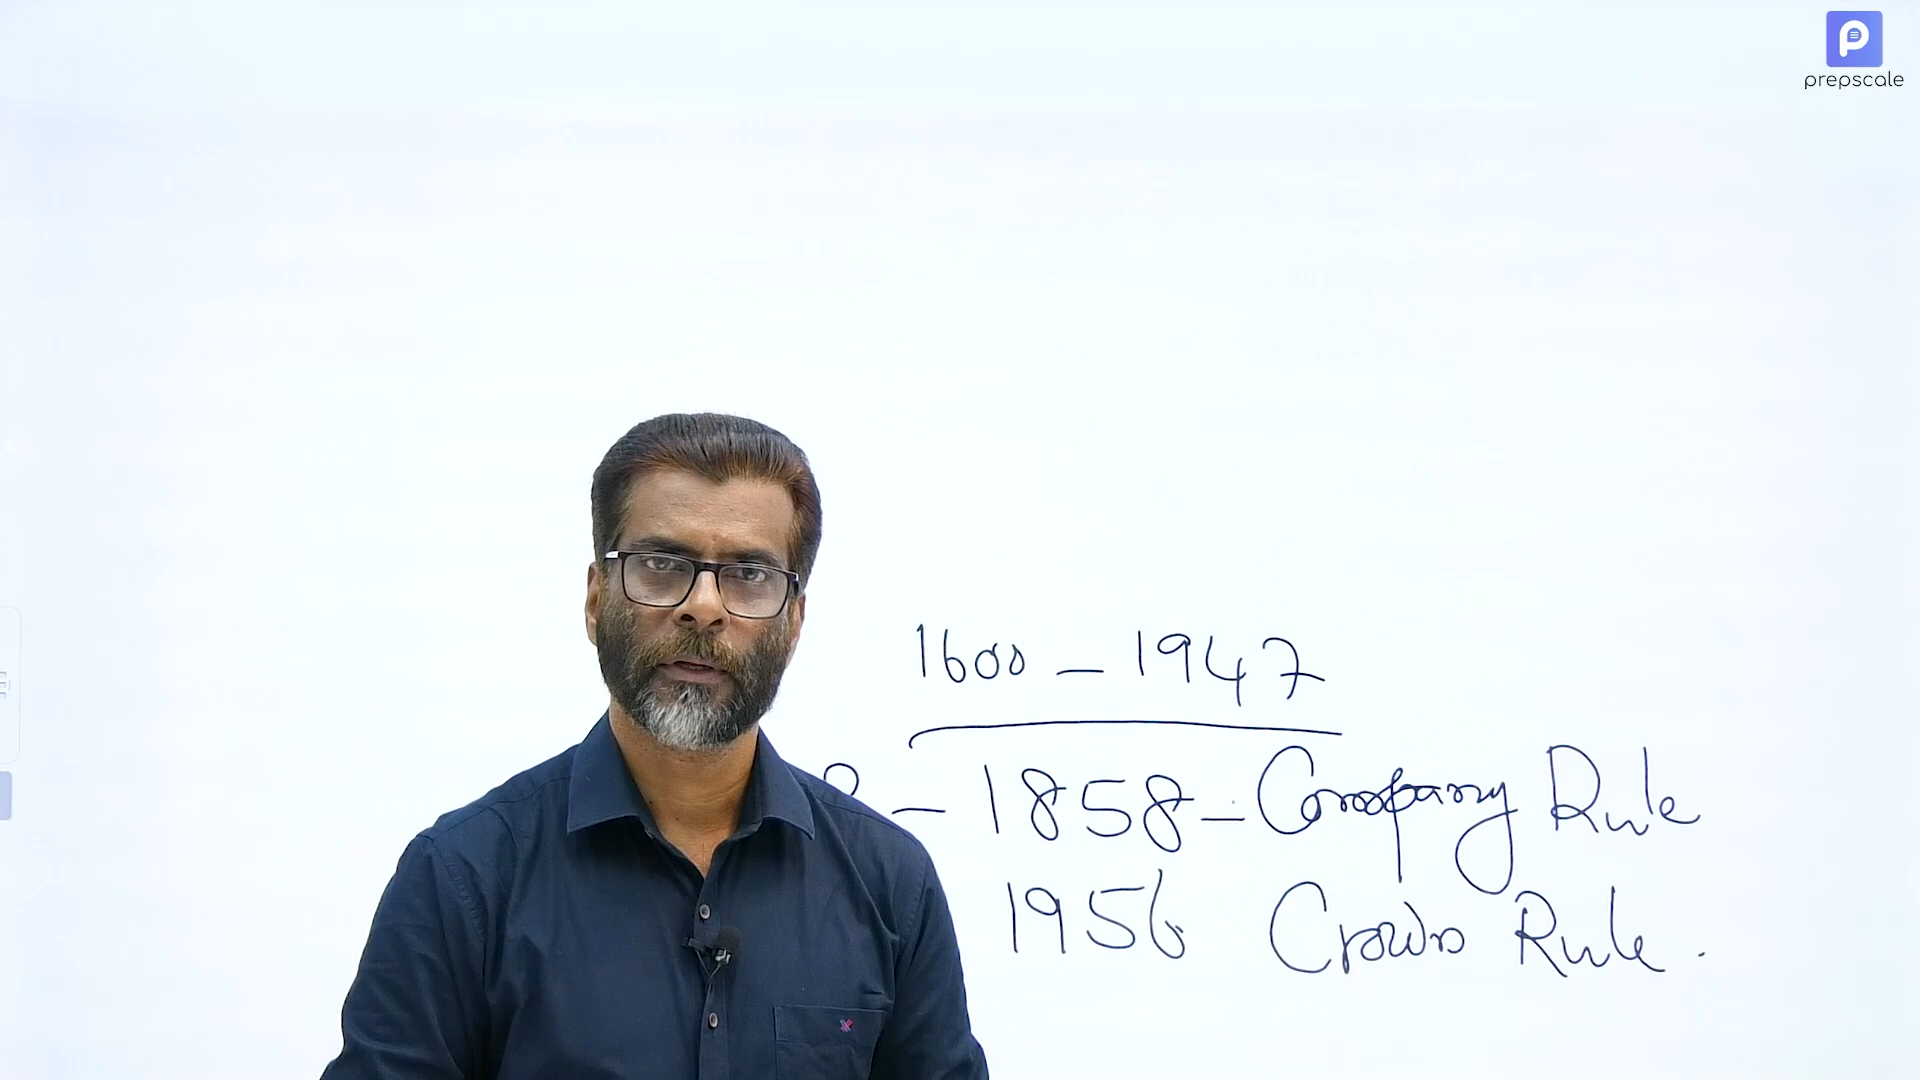 prepscale
1600 - 1947
- 1858 - Company Rule
1956 Crown Rule.